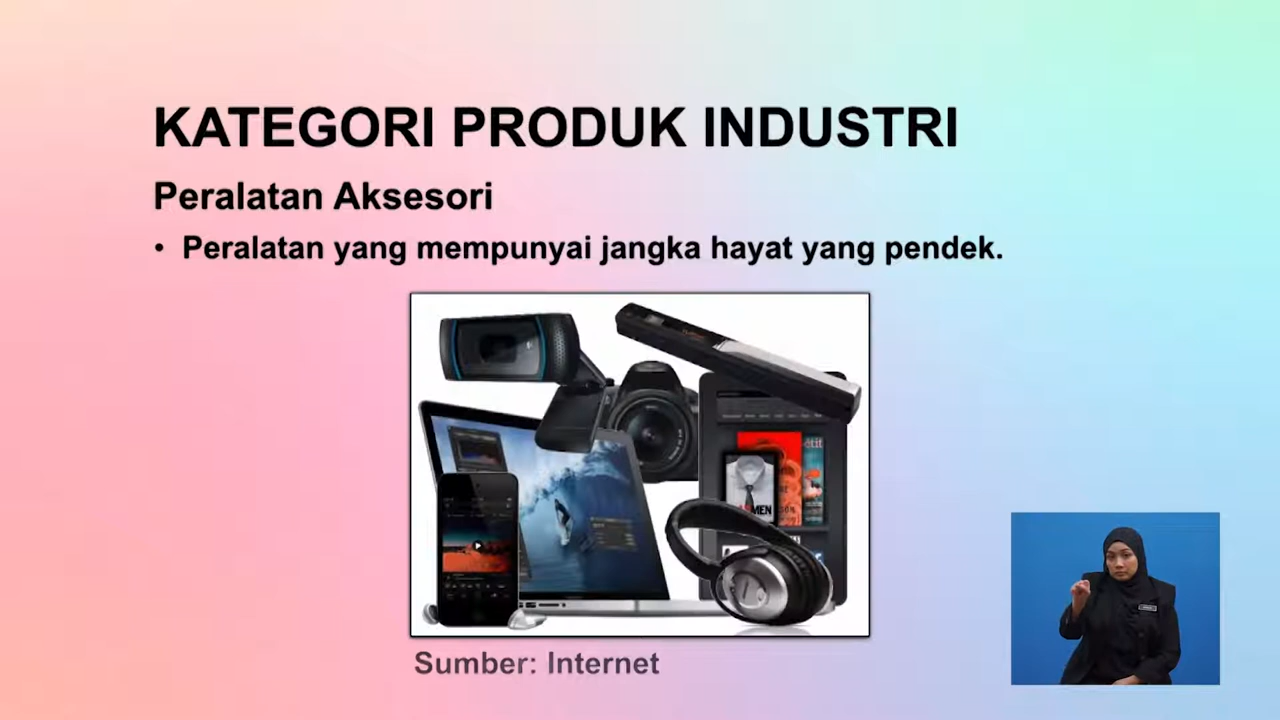 KATEGORI PRODUK INDUSTRI
Peralatan Aksesori
• Peralatan yang mempunyai jangka hayat yang pendek.
MEN
Sumber: Internet